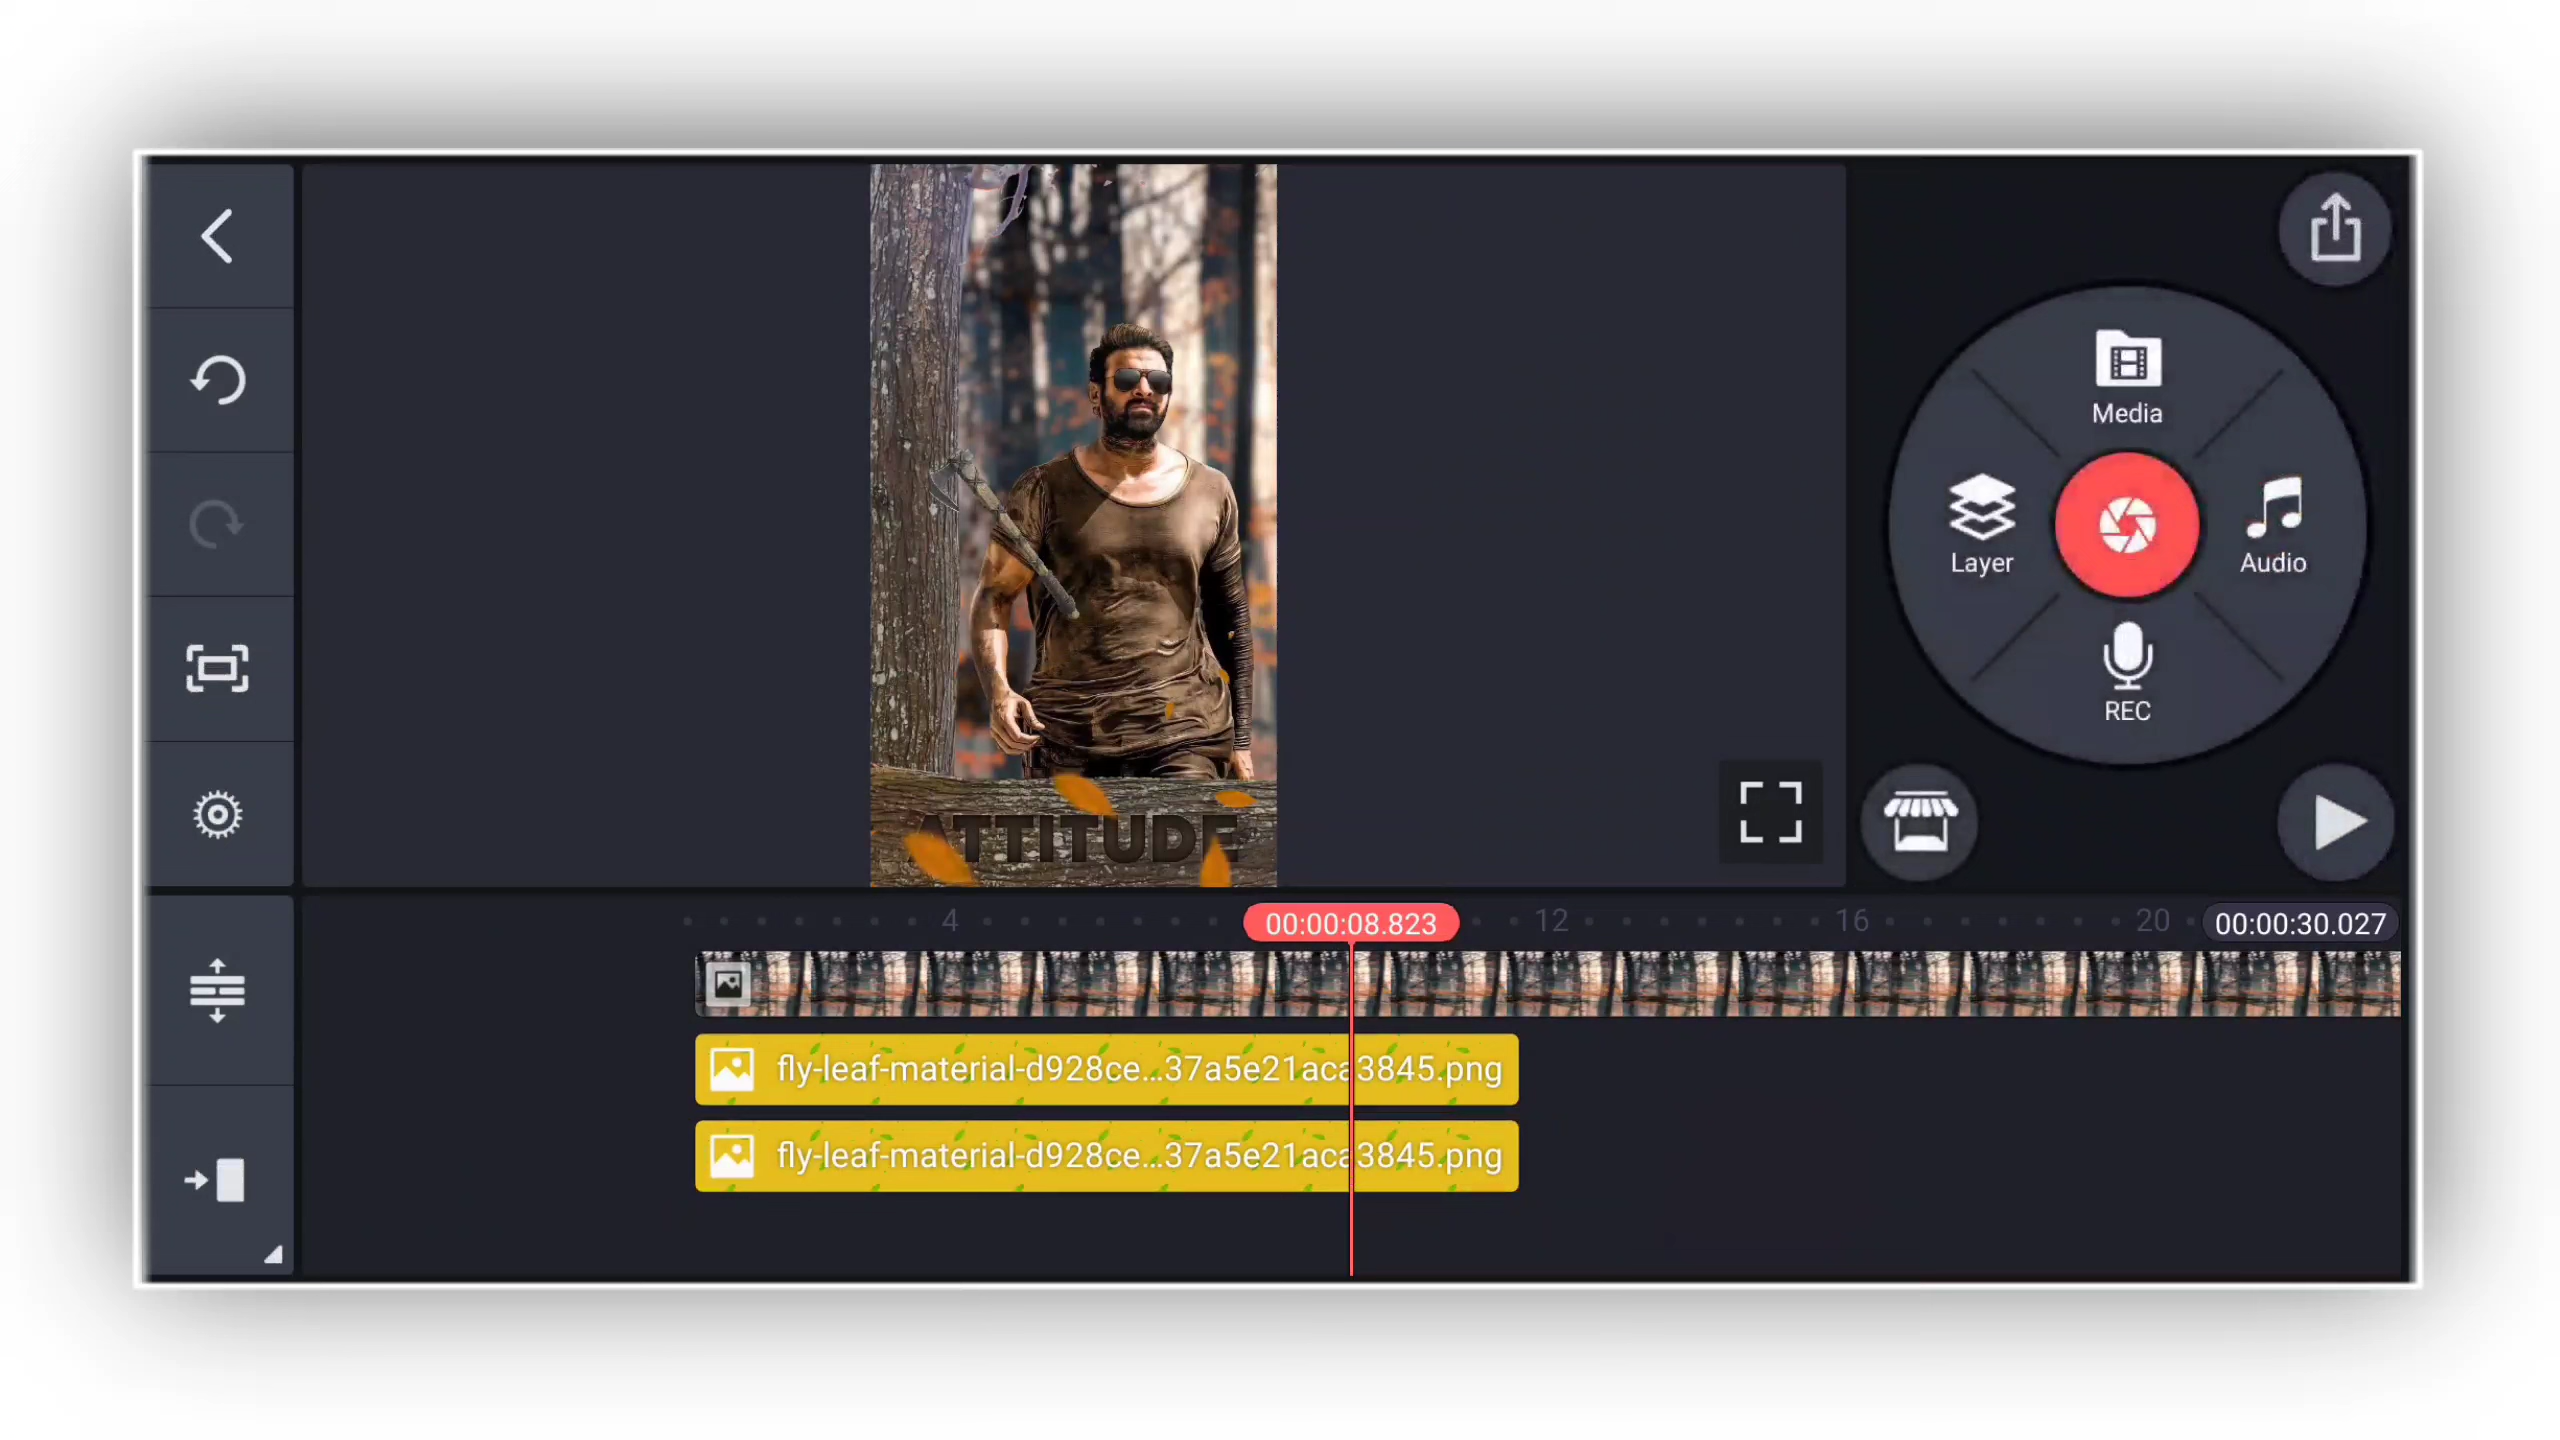 Media
Layer
Audio
REC
ATTITUDE
4
00:00:08.823
12
16
20
00:00:30.027
fly-leaf-material-d928ce...37a5e21aca3845.png
fly-leaf-material-d928ce...37a5e21aca3845.png